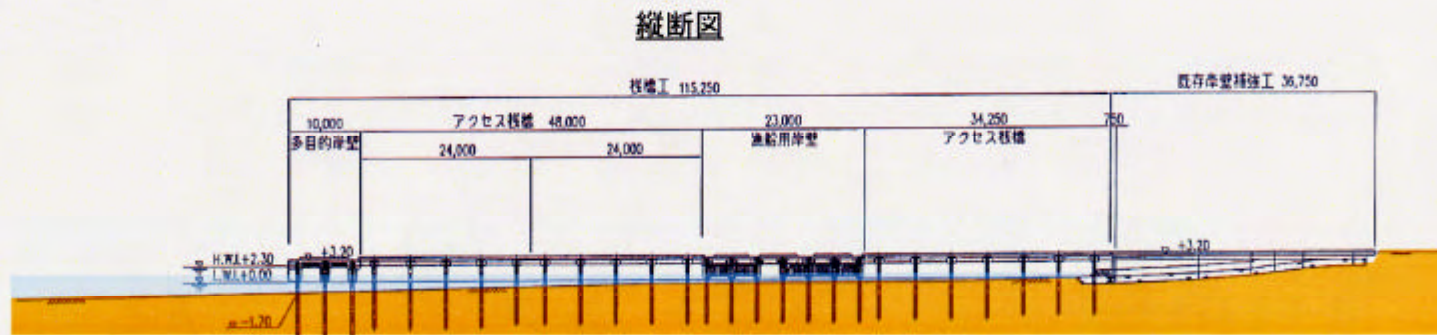 縦断図
桟橋工 115,250
既存岸壁補強工 36,750
10,000
アクセス桟橋 48,000
23,000
34,250
750
多目的岸壁
漁船用岸壁
アクセス桟橋
24,000
24,000
H.W.L+2.30
+3.20
+3.20
L.W.L+0.00
-1.70